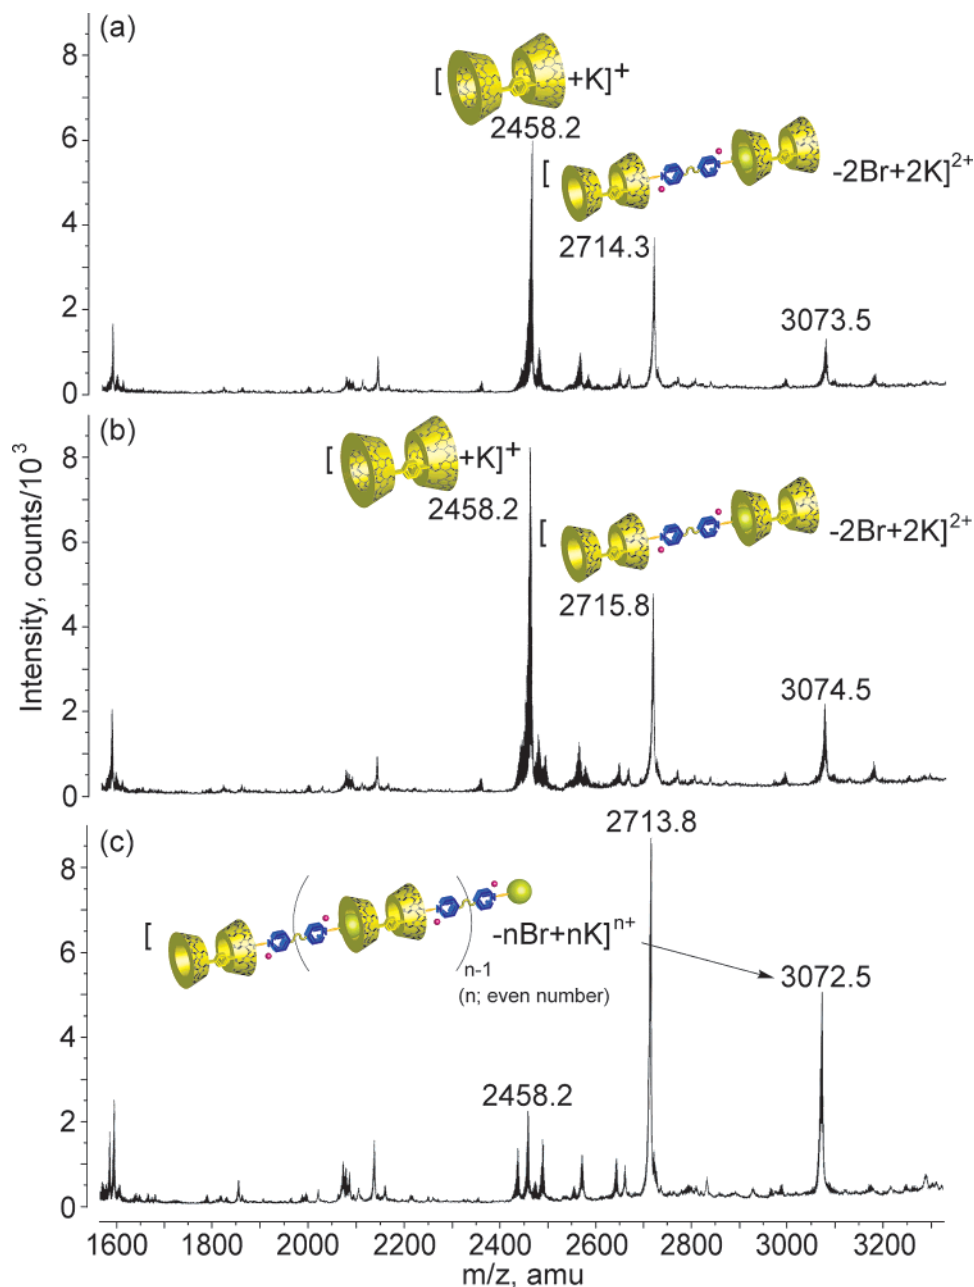 (a)
8
6
4
2
0
[ +K]⁺
2458.2
[ -2Br+2K]²⁺
2714.3
3073.5
(b)
8
6
4
2
0
[ +K]⁺
2458.2
[ -2Br+2K]²⁺
2715.8
3074.5
Intensity, counts/10³
(c)
8
6
4
2
0
2713.8
[ ( ) -nBr+nK]ⁿ⁺
n-1
(n; even number)
3072.5
2458.2
1600 1800 2000 2200 2400 2600 2800 3000 3200
m/z, amu